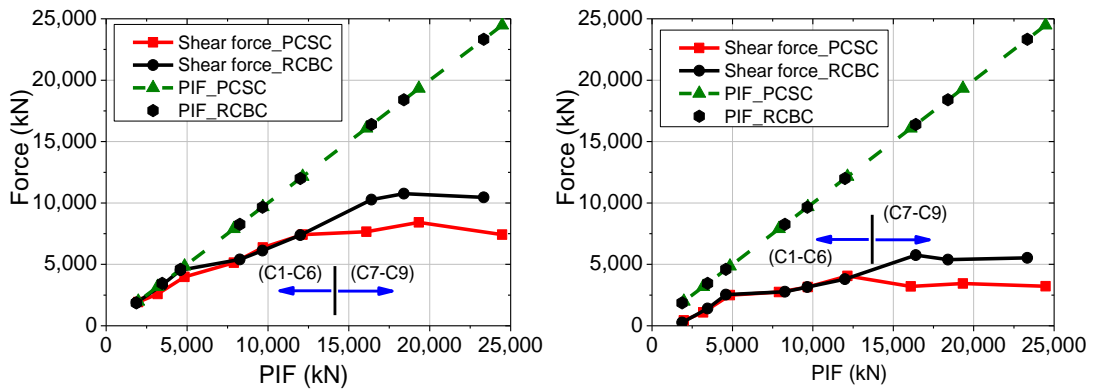 25,000
20,000
15,000
10,000
5,000
0
Force (kN)
Shear force_PCSC
Shear force_RCBC
PIF_PCSC
PIF_RCBC
(C1-C6)
(C7-C9)
0
5,000
10,000
15,000
20,000
25,000
PIF (kN)
25,000
20,000
15,000
10,000
5,000
0
Force (kN)
Shear force_PCSC
Shear force_RCBC
PIF_PCSC
PIF_RCBC
(C7-C9)
(C1-C6)
0
5,000
10,000
15,000
20,000
25,000
PIF (kN)